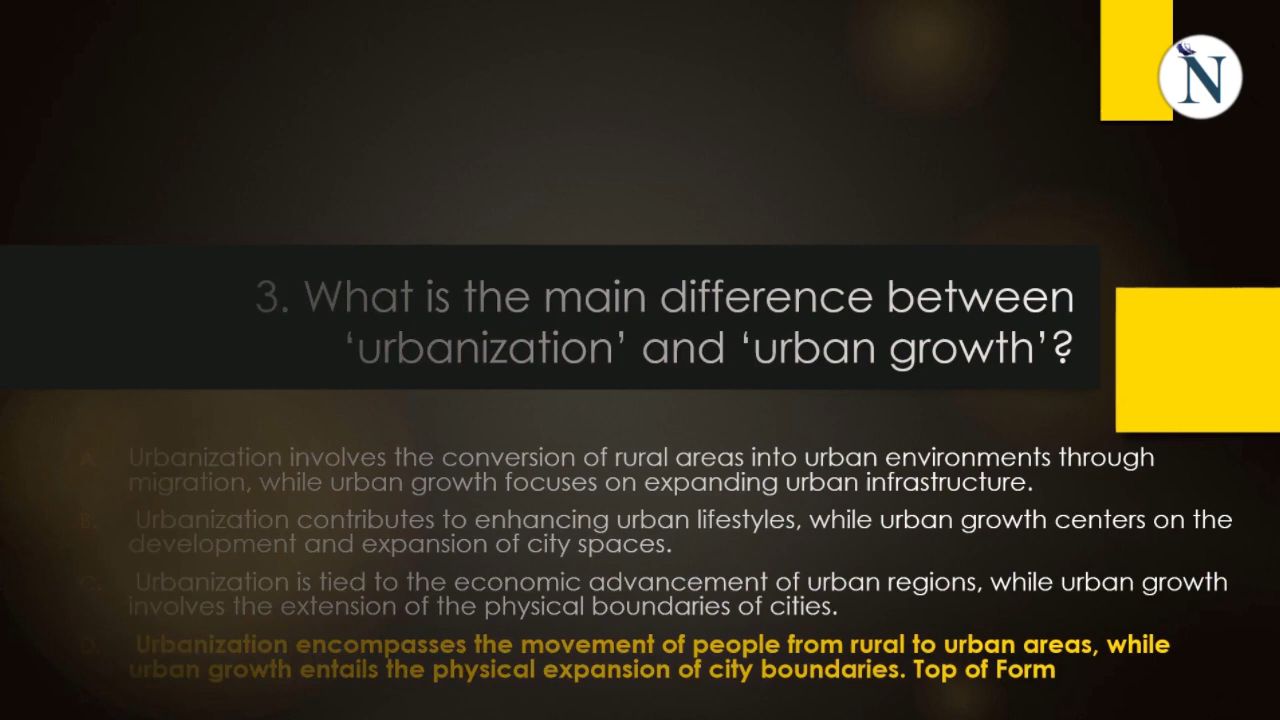 N
3. What is the main difference between
‘urbanization’ and ‘urban growth’?
A. Urbanization involves the conversion of rural areas into urban environments through
migration, while urban growth focuses on expanding urban infrastructure.
B. Urbanization contributes to enhancing urban lifestyles, while urban growth centers on the
development and expansion of city spaces.
C. Urbanization is tied to the economic advancement of urban regions, while urban growth
involves the extension of the physical boundaries of cities.
D. Urbanization encompasses the movement of people from rural to urban areas, while
urban growth entails the physical expansion of city boundaries. Top of Form